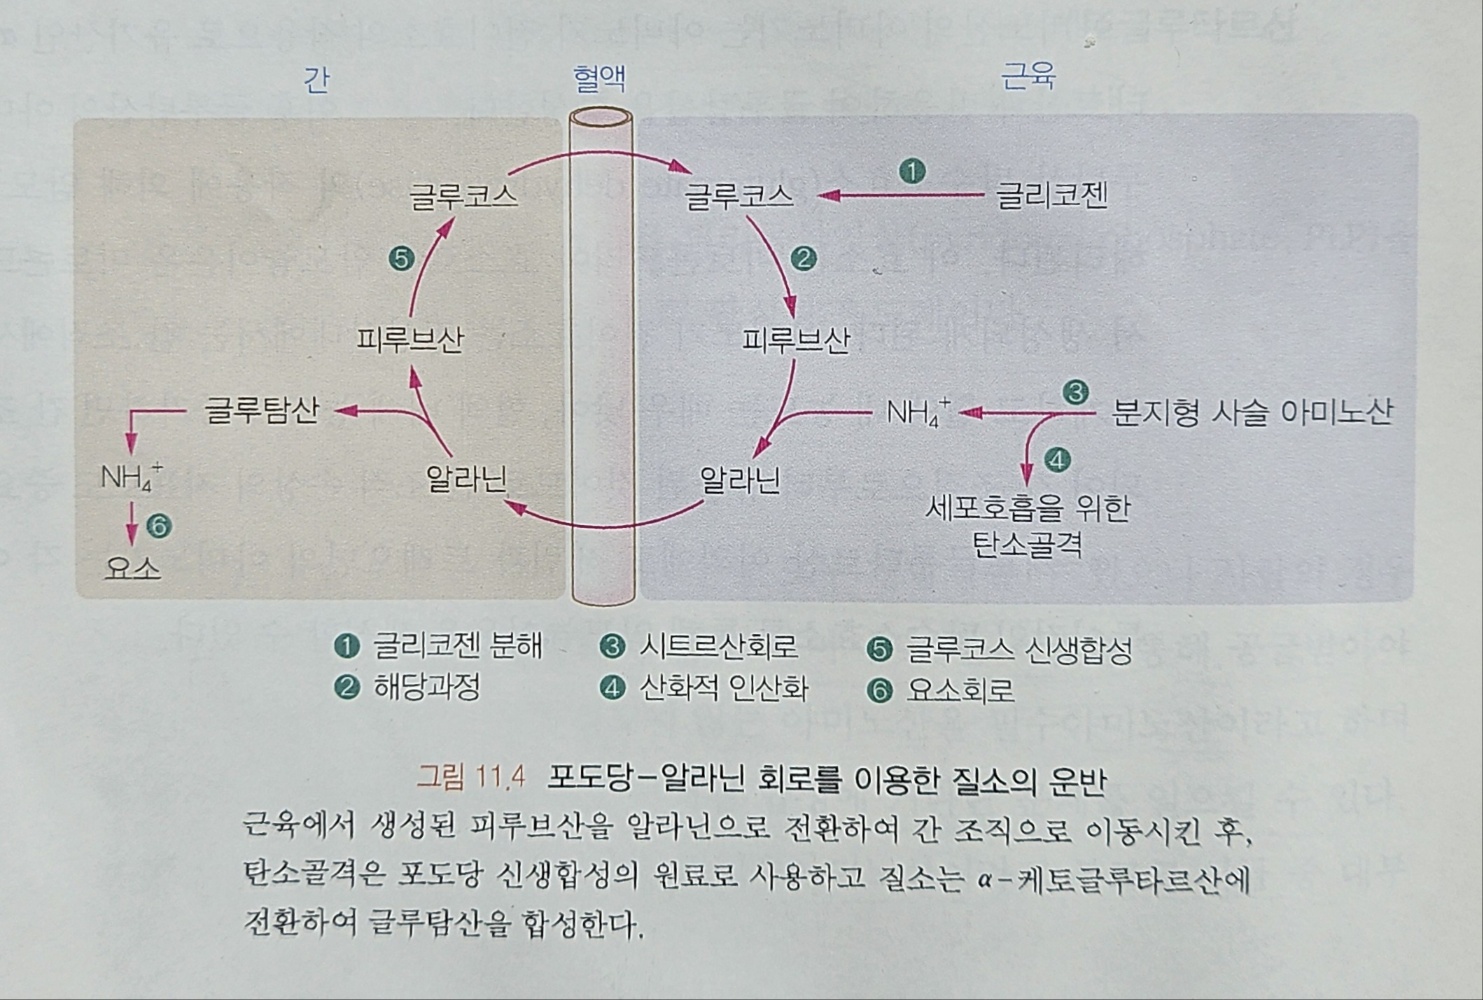 간
혈액
근육
글루코스
글루코스
❶
글리코젠
❺
❷
피루브산
피루브산
글루탐산
NH₄⁺
❸
분지형 사슬 아미노산
NH₄⁺
알라닌
알라닌
❹
세포호흡을 위한
탄소골격
❻
요소
❶ 글리코젠 분해
❸ 시트르산회로
❺ 글루코스 신생합성
❷ 해당과정
❹ 산화적 인산화
❻ 요소회로
그림 11.4 포도당-알라닌 회로를 이용한 질소의 운반
근육에서 생성된 피루브산을 알라닌으로 전환하여 간 조직으로 이동시킨 후,
탄소골격은 포도당 신생합성의 원료로 사용하고 질소는 α-케토글루타르산에
전환하여 글루탐산을 합성한다.